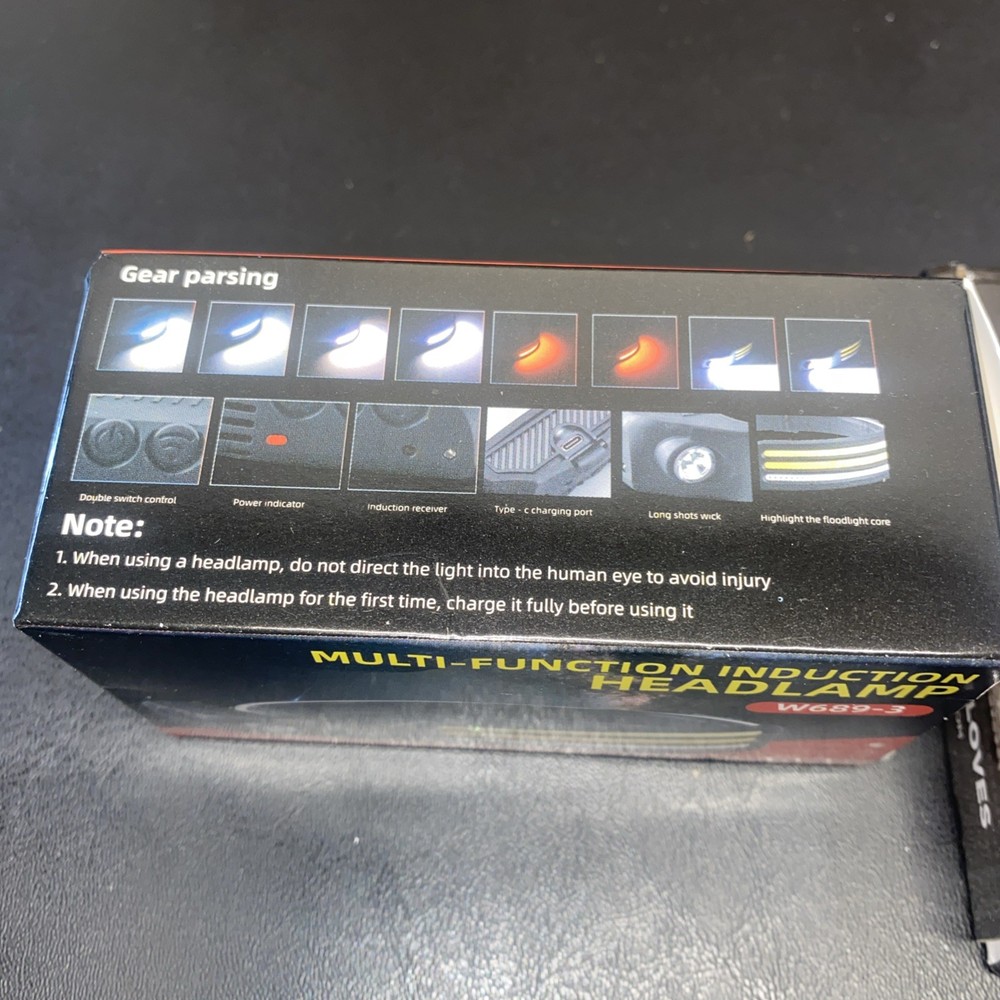 Gear parsing
Double switch control
Power indicator
Induction receiver
Type - c charging port
Long shots wick
Highlight the floodlight core
Note:
1. When using a headlamp, do not direct the light into the human eye to avoid injury
2. When using the headlamp for the first time, charge it fully before using it
MULTI-FUNCTION INDUCTION
HEADLAMP
W689-3
LOVES